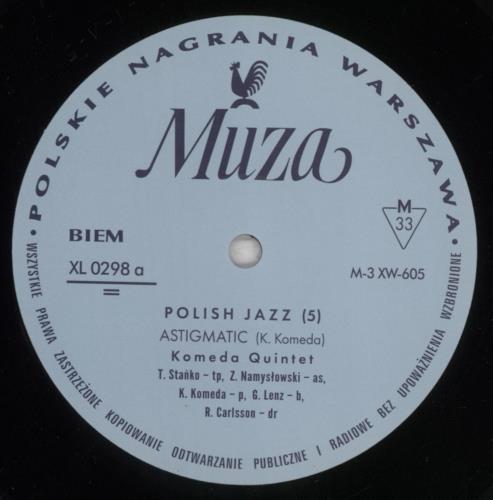 • POLSKIE NAGRANIA WARSZAWA •
Muza
BIEM
XL 0298 a
M
33
M-3 XW-605
POLISH JAZZ (5)
ASTIGMATIC (K. Komeda)
Komeda Quintet
T. Stańko – tp, Z. Namysłowski – as,
K. Komeda – p, G. Lenz – b,
R. Carlsson – dr
WSZYSTKIE PRAWA ZASTRZEŻONE KOPIOWANIE ODTWARZANIE PUBLICZNE I RADIOWE BEZ UPOWAŻNIENIA WZBRONIONE